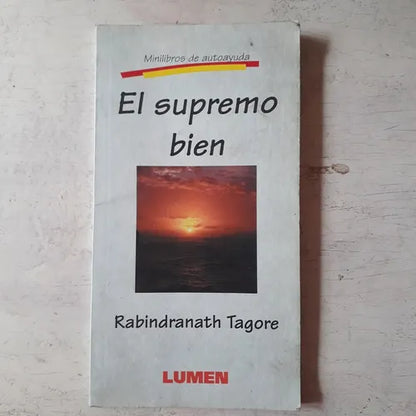 Minilibros de autoayuda
El supremo
bien
Rabindranath Tagore
LUMEN